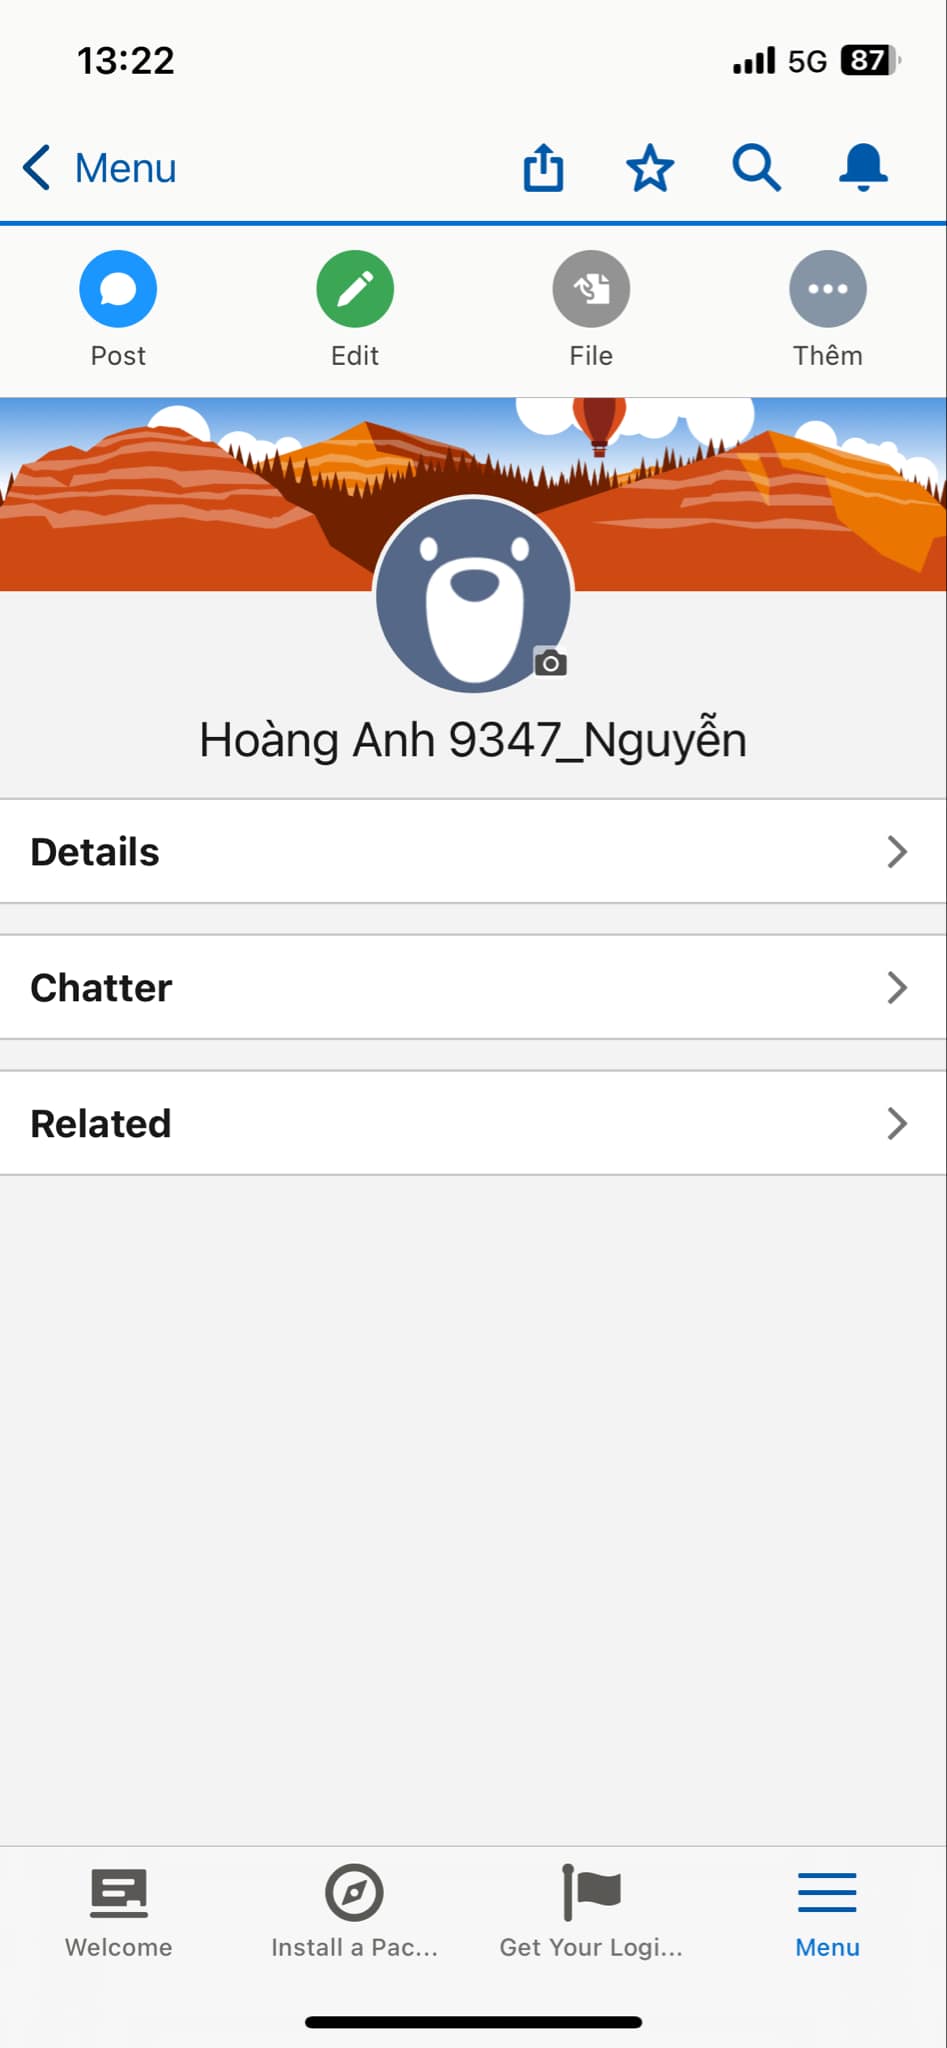 13:22
5G 87
Menu
Post Edit File Thêm
Hoàng Anh 9347_Nguyễn
Details
Chatter
Related
Welcome Install a Pac... Get Your Logi... Menu